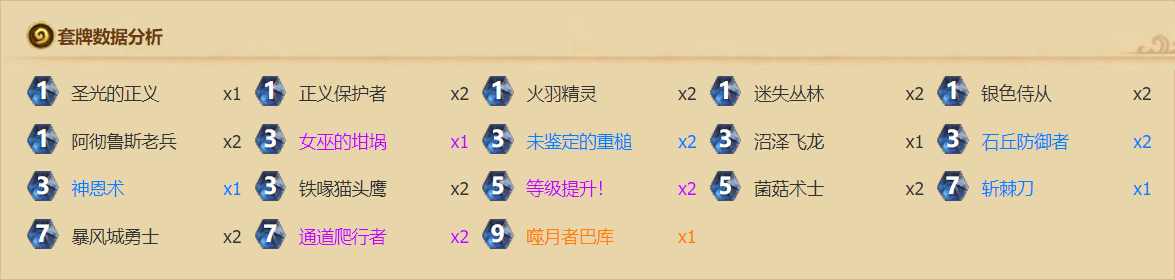 套牌数据分析
1 圣光的正义 x1 1 正义保护者 x2 1 火羽精灵 x2 1 迷失丛林 x2 1 银色侍从 x2
1 阿彻鲁斯老兵 x2 3 女巫的坩埚 x1 3 未鉴定的重槌 x2 3 沼泽飞龙 x1 3 石丘防御者 x2
3 神恩术 x1 3 铁喙猫头鹰 x2 5 等级提升！ x2 5 菌菇术士 x2 7 斩棘刀 x1
7 暴风城勇士 x2 7 通道爬行者 x2 9 噬月者巴库 x1